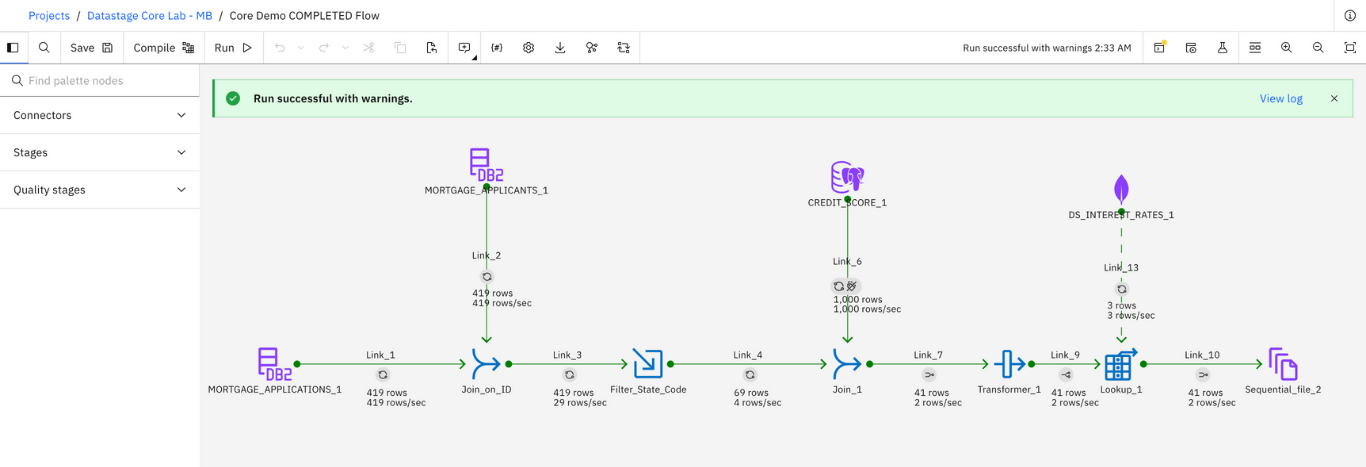 Projects / Datastage Core Lab - MB / Core Demo COMPLETED Flow
Save Compile Run {#} Run successful with warnings 2:33 AM
Find palette nodes
Connectors
Stages
Quality stages
Run successful with warnings. View log
DB2
MORTGAGE_APPLICANTS_1
CREDIT_SCORE_1
DS_INTEREST_RATES_1
Link_2
419 rows
419 rows/sec
Link_6
1,000 rows
1,000 rows/sec
Link_13
3 rows
3 rows/sec
DB2
MORTGAGE_APPLICATIONS_1
Link_1
419 rows
419 rows/sec
Join_on_ID
Link_3
419 rows
29 rows/sec
Filter_State_Code
Link_4
69 rows
4 rows/sec
Join_1
Link_7
41 rows
2 rows/sec
Transformer_1
Link_9
41 rows
2 rows/sec
Lookup_1
Link_10
41 rows
2 rows/sec
Sequential_file_2